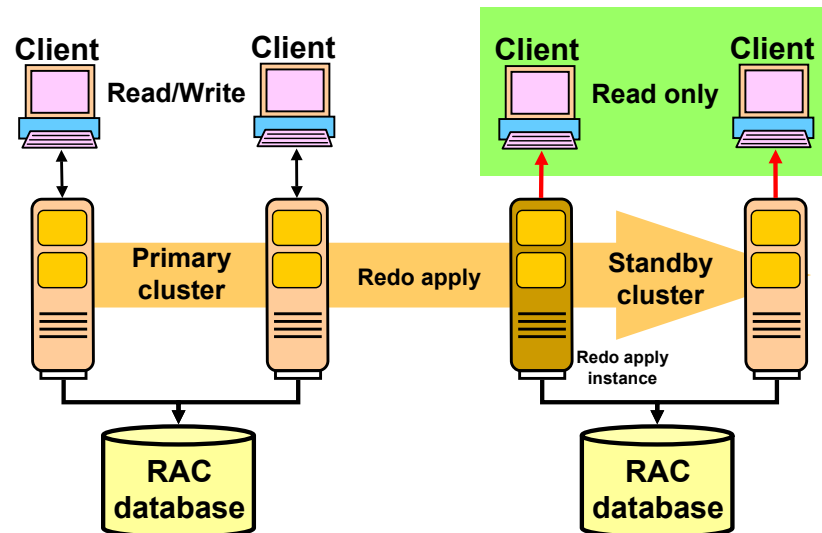 Client
Client
Client
Client
Read/Write
Read only
Primary
cluster
Redo apply
Standby
cluster
Redo apply
instance
RAC
database
RAC
database